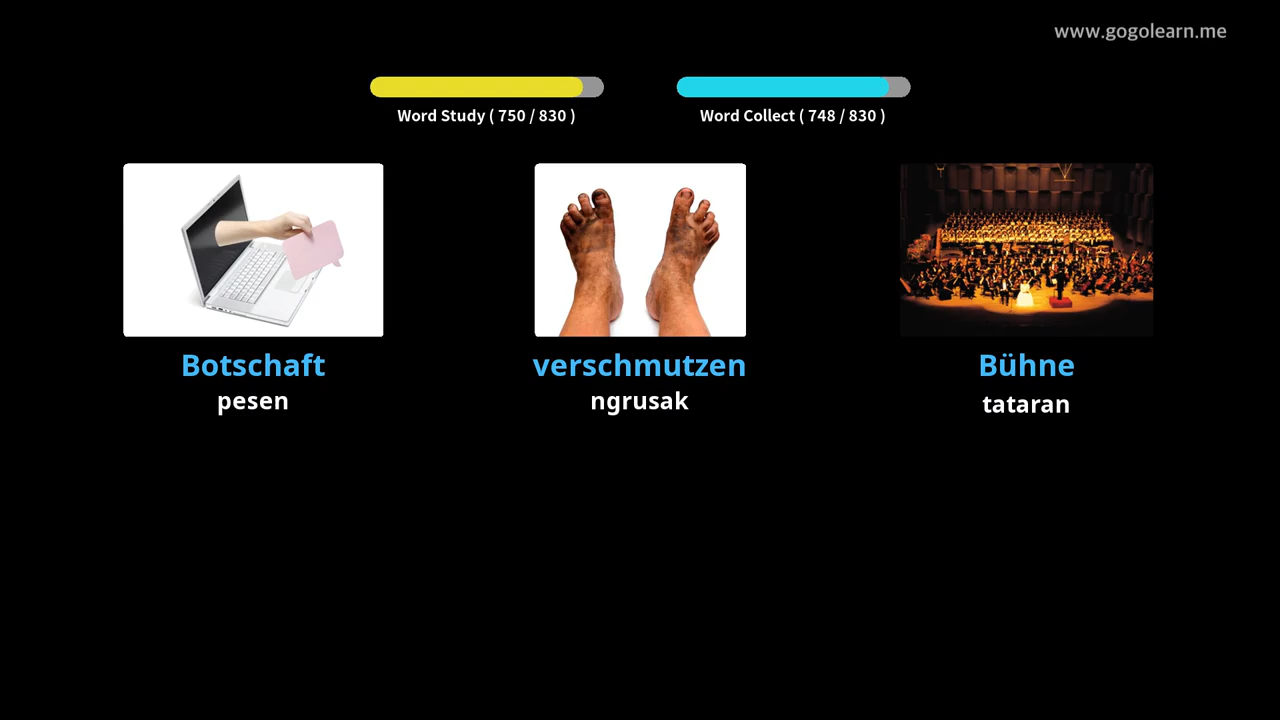 www.gogolearn.me
Word Study ( 750 / 830 )
Word Collect ( 748 / 830 )
Botschaft
pesen
verschmutzen
ngrusak
Bühne
tataran